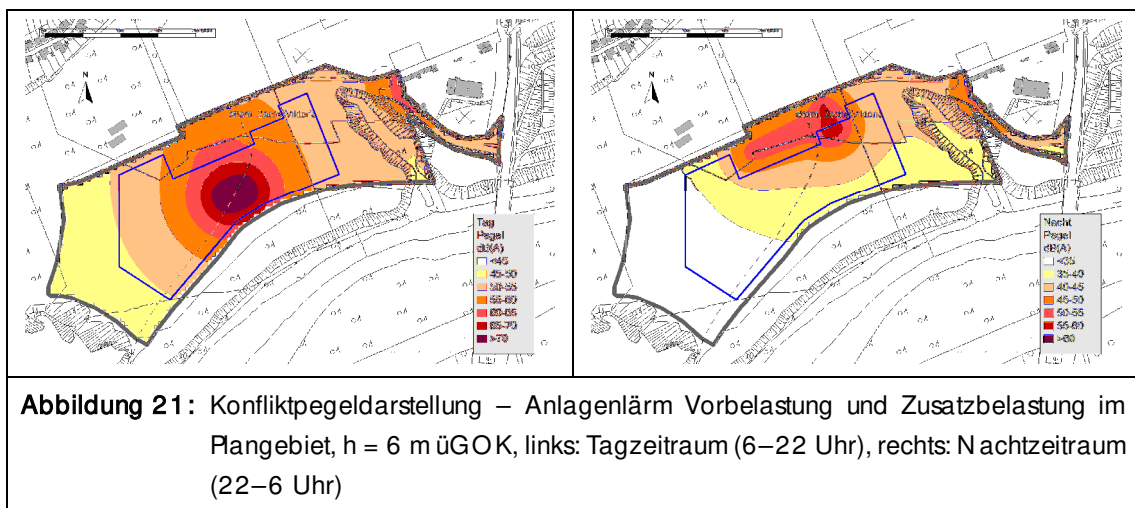 N
N
Tag
Pegel
dB(A)
<45
45-50
50-55
55-60
60-65
65-70
>70
Nacht
Pegel
dB(A)
<35
35-40
40-45
45-50
50-55
55-60
>60
Abbildung 21: Konfliktpegeldarstellung – Anlagenlärm Vorbelastung und Zusatzbelastung im
Plangebiet, h = 6 m üGOK, links: Tagzeitraum (6–22 Uhr), rechts: Nachtzeitraum
(22–6 Uhr)